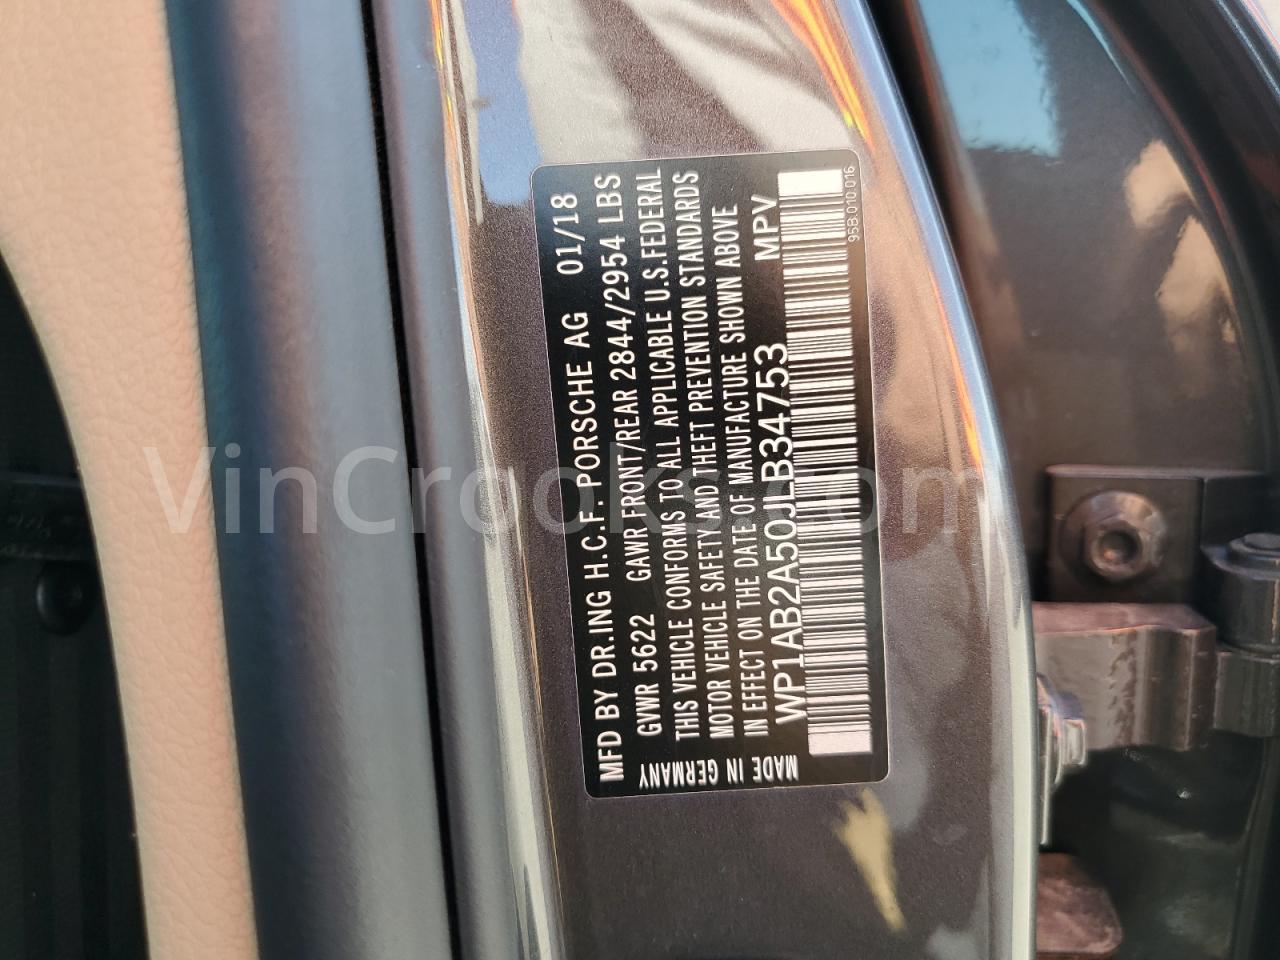 MFD BY DR.ING H.C.F. PORSCHE AG 01/18
GVWR 5622 GAWR FRONT/REAR 2844/2954 LBS
THIS VEHICLE CONFORMS TO ALL APPLICABLE U.S.FEDERAL
MOTOR VEHICLE SAFETY AND THEFT PREVENTION STANDARDS
IN EFFECT ON THE DATE OF MANUFACTURE SHOWN ABOVE
WP1AB2A50JLB34753 MPV
MADE IN GERMANY
95B.010.016
VinCrooks.com